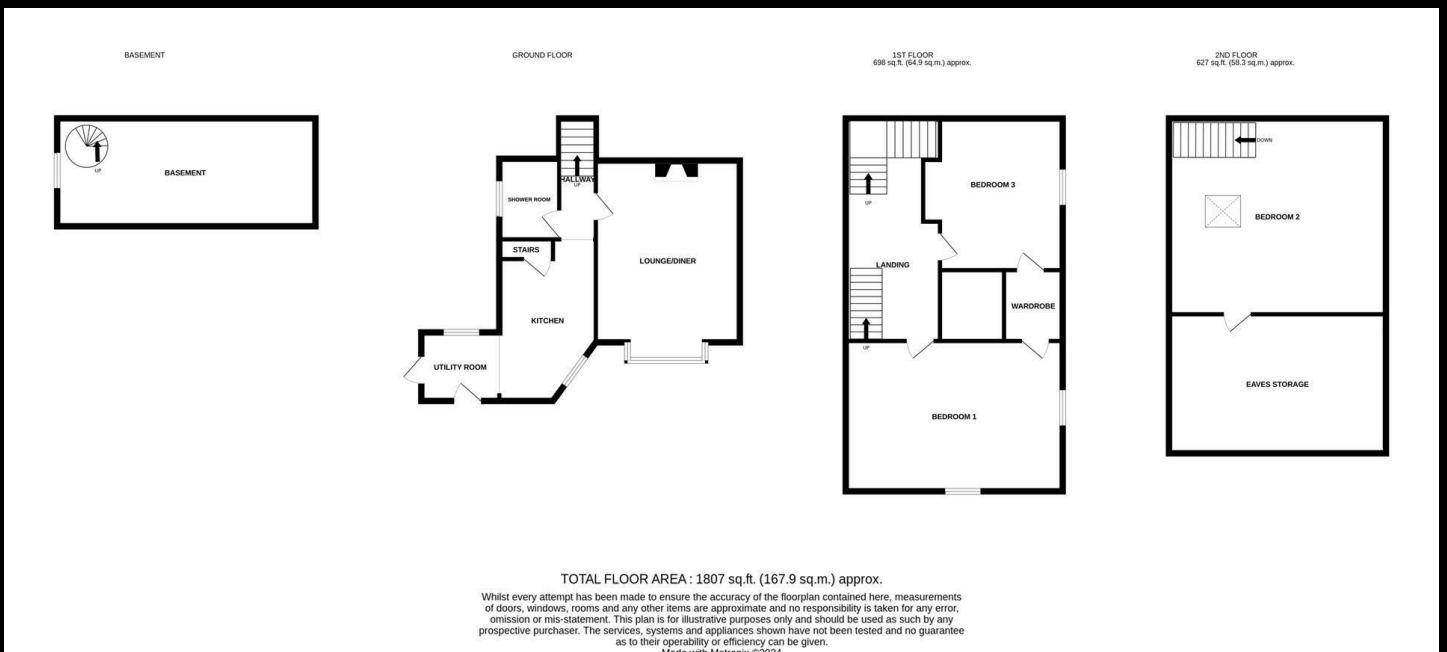 BASEMENT
GROUND FLOOR
1ST FLOOR
698 sq.ft. (64.9 sq.m.) approx.
2ND FLOOR
627 sq.ft. (58.3 sq.m.) approx.
UP
BASEMENT
HALLWAY
UP
SHOWER ROOM
STAIRS
LOUNGE/DINER
KITCHEN
UTILITY ROOM
UP
BEDROOM 3
LANDING
WARDROBE
UP
BEDROOM 1
DOWN
BEDROOM 2
EAVES STORAGE
TOTAL FLOOR AREA : 1807 sq.ft. (167.9 sq.m.) approx.
Whilst every attempt has been made to ensure the accuracy of the floorplan contained here, measurements
of doors, windows, rooms and any other items are approximate and no responsibility is taken for any error,
omission or mis-statement. This plan is for illustrative purposes only and should be used as such by any
prospective purchaser. The services, systems and appliances shown have not been tested and no guarantee
as to their operability or efficiency can be given.
Made with Metropix ©2024